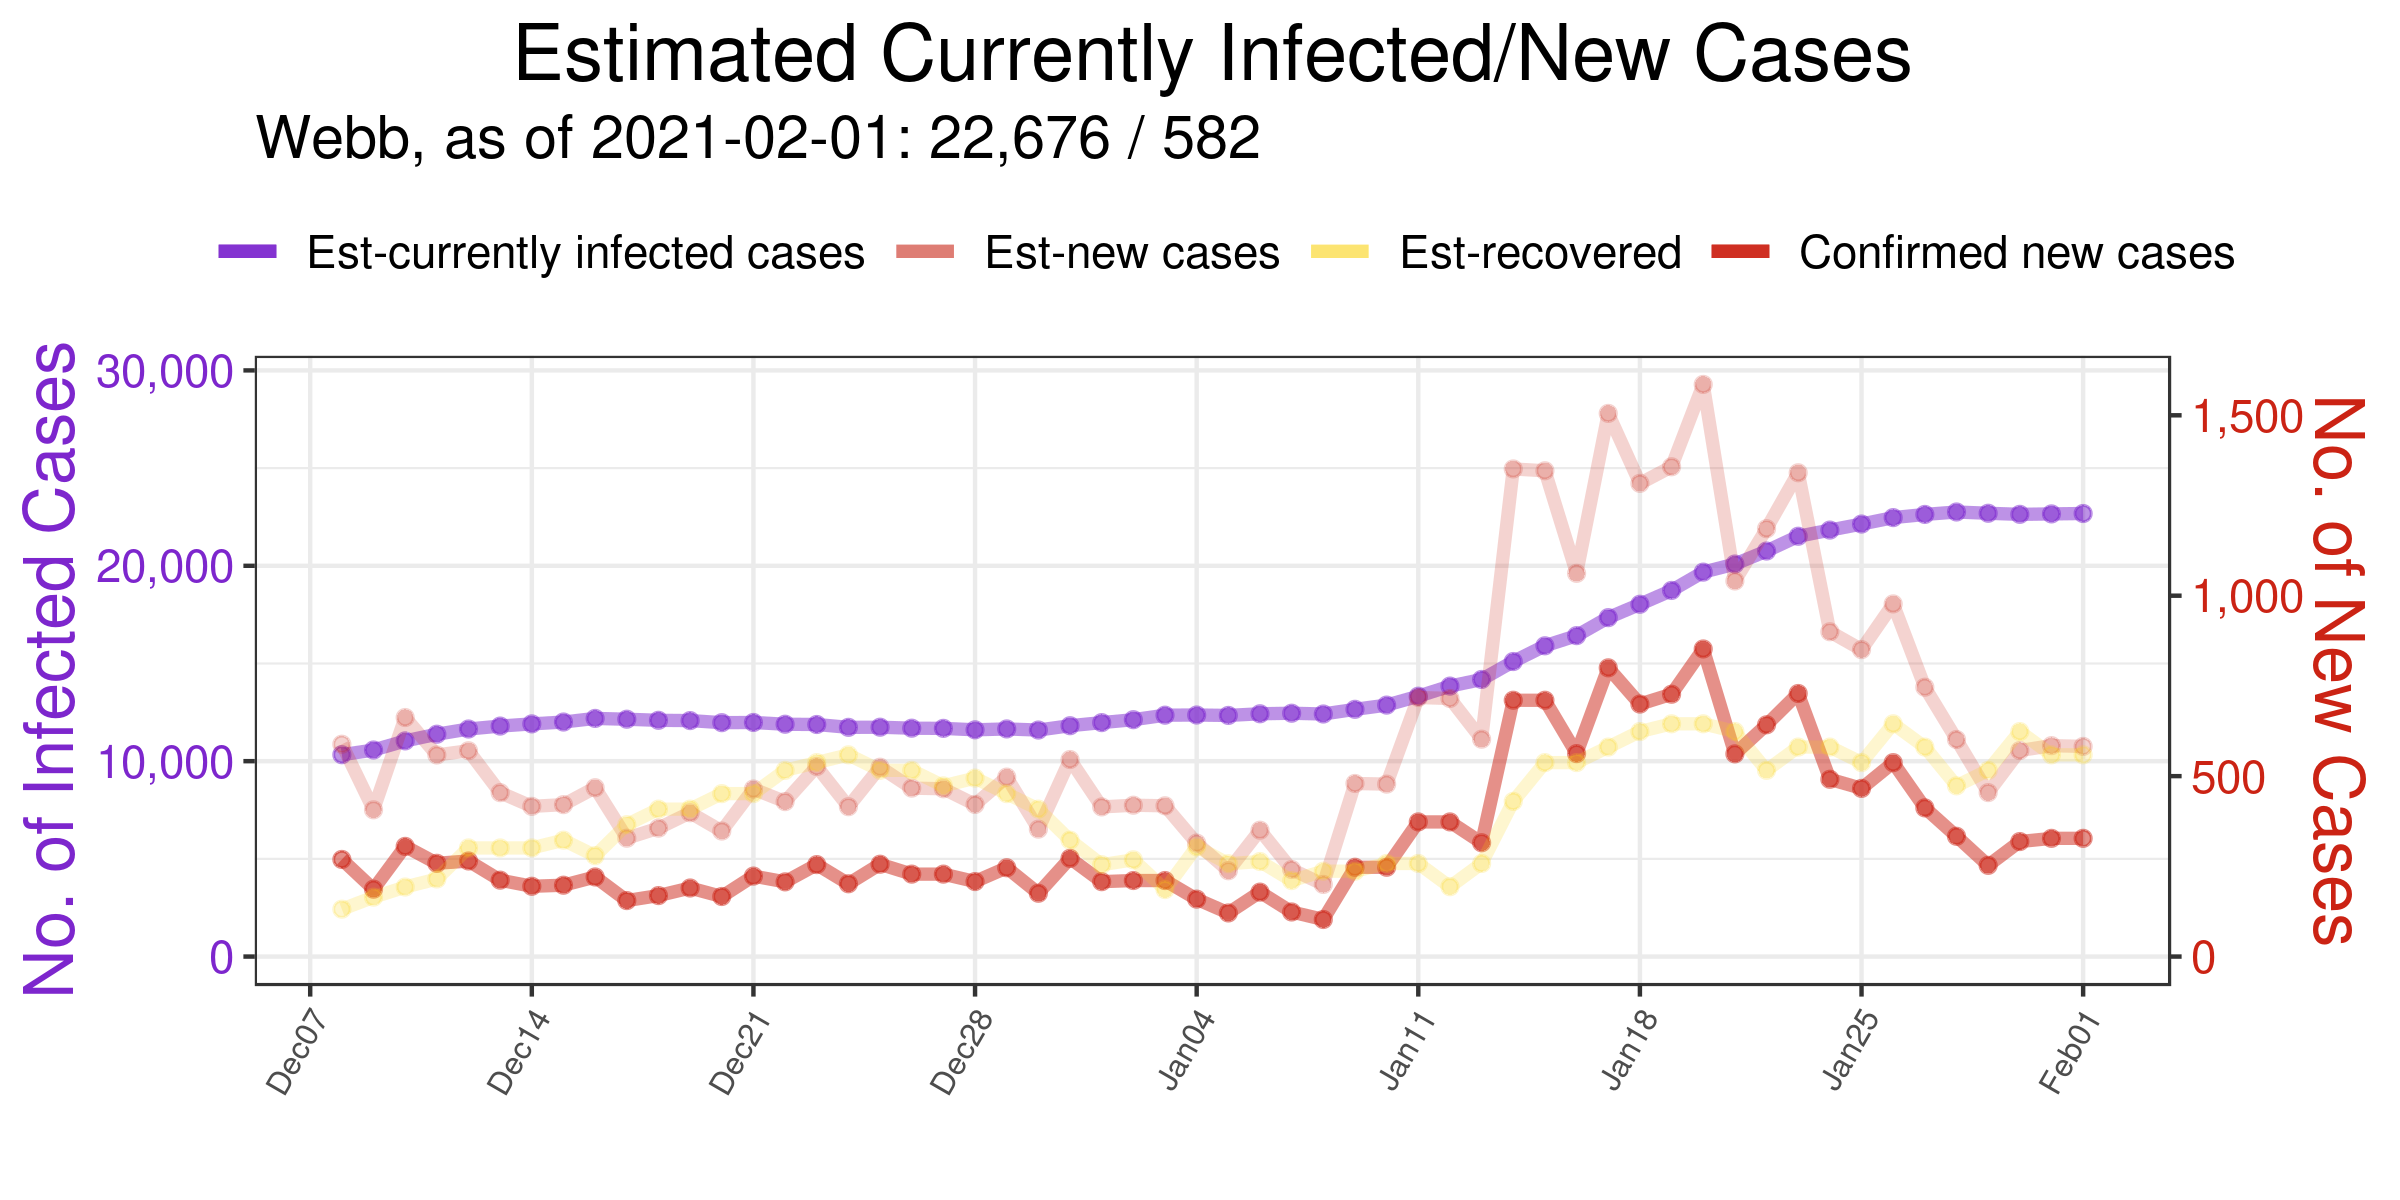 Estimated Currently Infected/New Cases
Webb, as of 2021-02-01: 22,676 / 582
Est-currently infected cases Est-new cases Est-recovered Confirmed new cases
No. of Infected Cases
30,000
20,000
10,000
0
1,500
1,000
500
0
No. of New Cases
Dec07 Dec14 Dec21 Dec28 Jan04 Jan11 Jan18 Jan25 Feb01